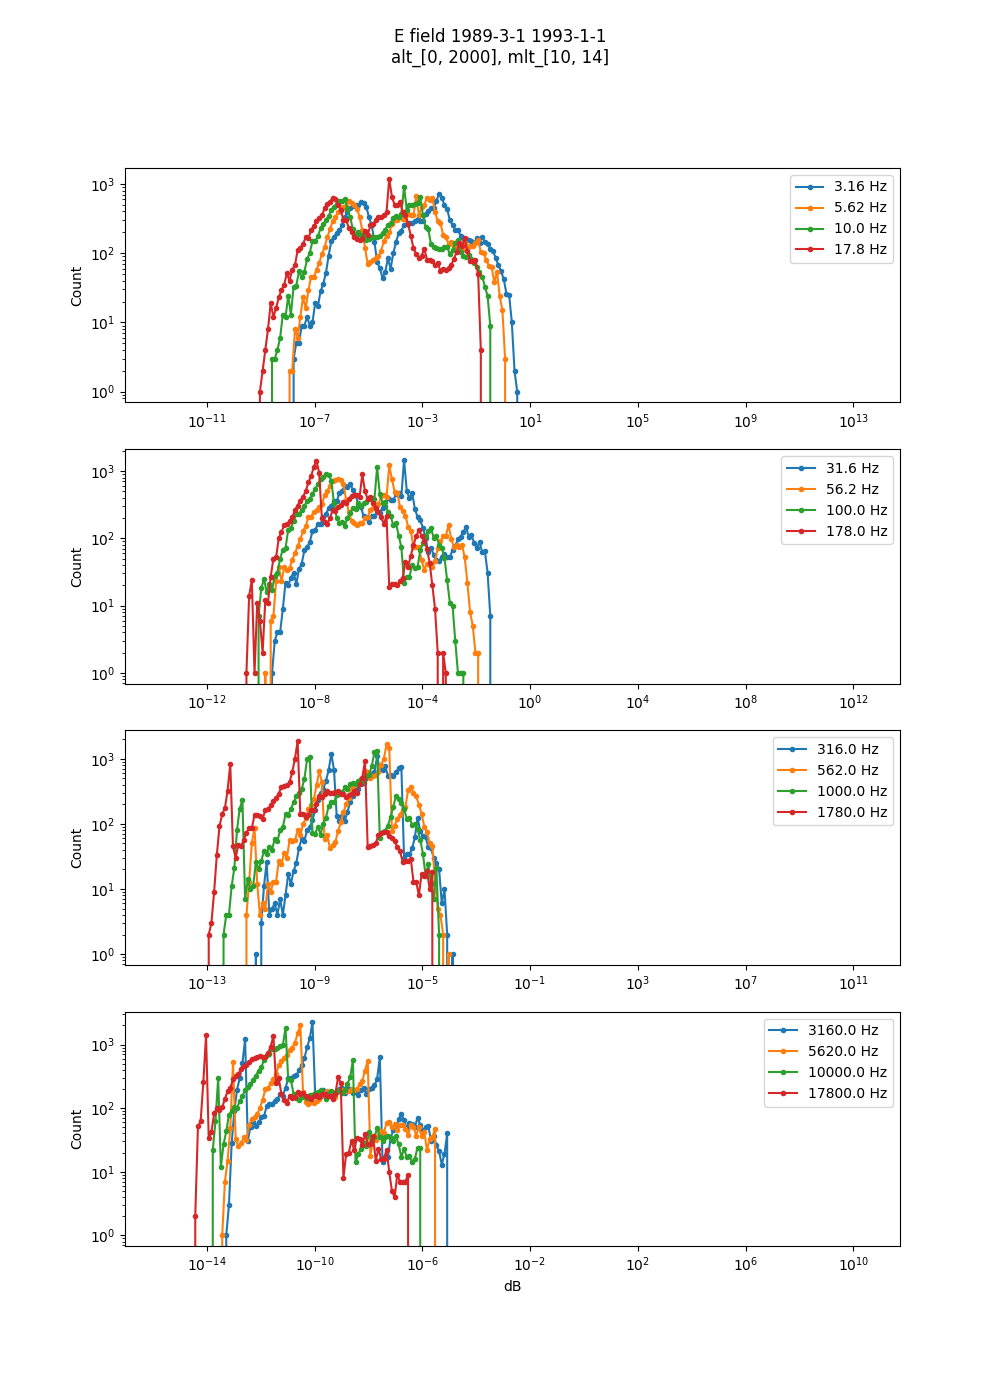 E field 1989-3-1 1993-1-1
alt_[0, 2000], mlt_[10, 14]
Count
10³
10²
10¹
10⁰
3.16 Hz
5.62 Hz
10.0 Hz
17.8 Hz
10⁻¹¹ 10⁻⁷ 10⁻³ 10¹ 10⁵ 10⁹ 10¹³
Count
10³
10²
10¹
10⁰
31.6 Hz
56.2 Hz
100.0 Hz
178.0 Hz
10⁻¹² 10⁻⁸ 10⁻⁴ 10⁰ 10⁴ 10⁸ 10¹²
Count
10³
10²
10¹
10⁰
316.0 Hz
562.0 Hz
1000.0 Hz
1780.0 Hz
10⁻¹³ 10⁻⁹ 10⁻⁵ 10⁻¹ 10³ 10⁷ 10¹¹
Count
10³
10²
10¹
10⁰
3160.0 Hz
5620.0 Hz
10000.0 Hz
17800.0 Hz
10⁻¹⁴ 10⁻¹⁰ 10⁻⁶ 10⁻² 10² 10⁶ 10¹⁰
dB